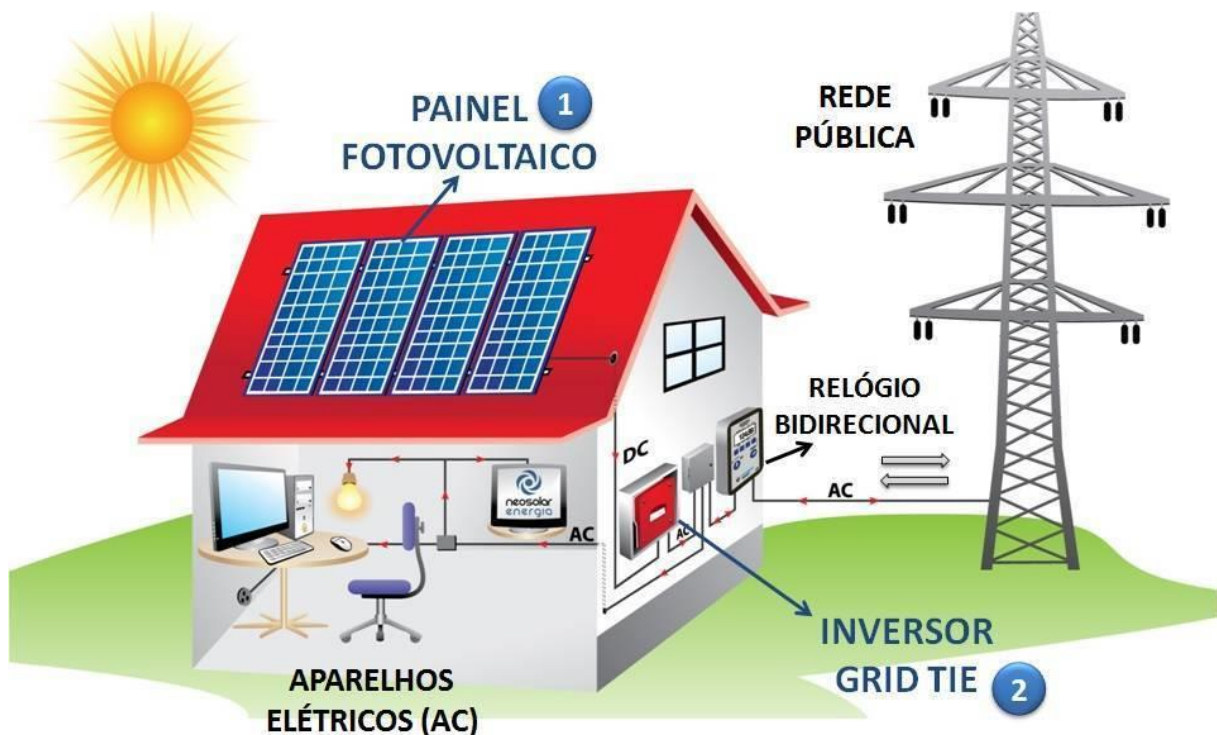 PAINEL 1
FOTOVOLTAICO
REDE
PÚBLICA
RELÓGIO
BIDIRECIONAL
DC
AC
AC
neosolar
energia
AC
INVERSOR
GRID TIE 2
APARELHOS
ELÉTRICOS (AC)